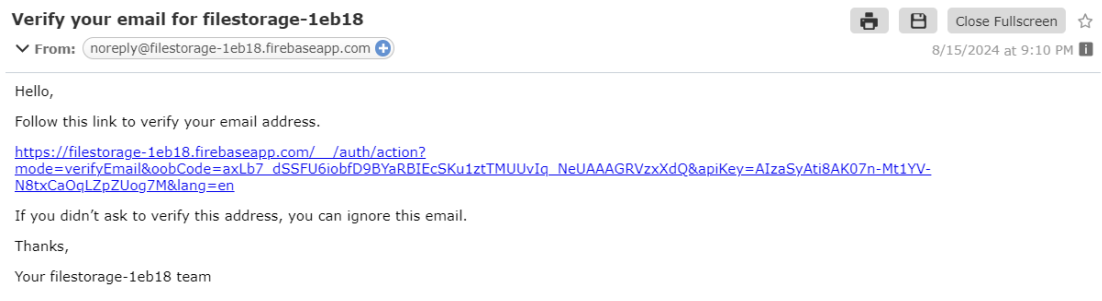 Verify your email for filestorage-1eb18
Close Fullscreen
From: noreply@filestorage-1eb18.firebaseapp.com
8/15/2024 at 9:10 PM
Hello,
Follow this link to verify your email address.
https://filestorage-1eb18.firebaseapp.com/__/auth/action?
mode=verifyEmail&oobCode=axLb7_dSSFU6iobfD9BYaRBIEcSKu1ztTMUUvIq_NeUAAAGRVzxXdQ&apiKey=AIzaSyAti8AK07n-Mt1YV-
N8txCaOqLZpZUog7M&lang=en
If you didn’t ask to verify this address, you can ignore this email.
Thanks,
Your filestorage-1eb18 team